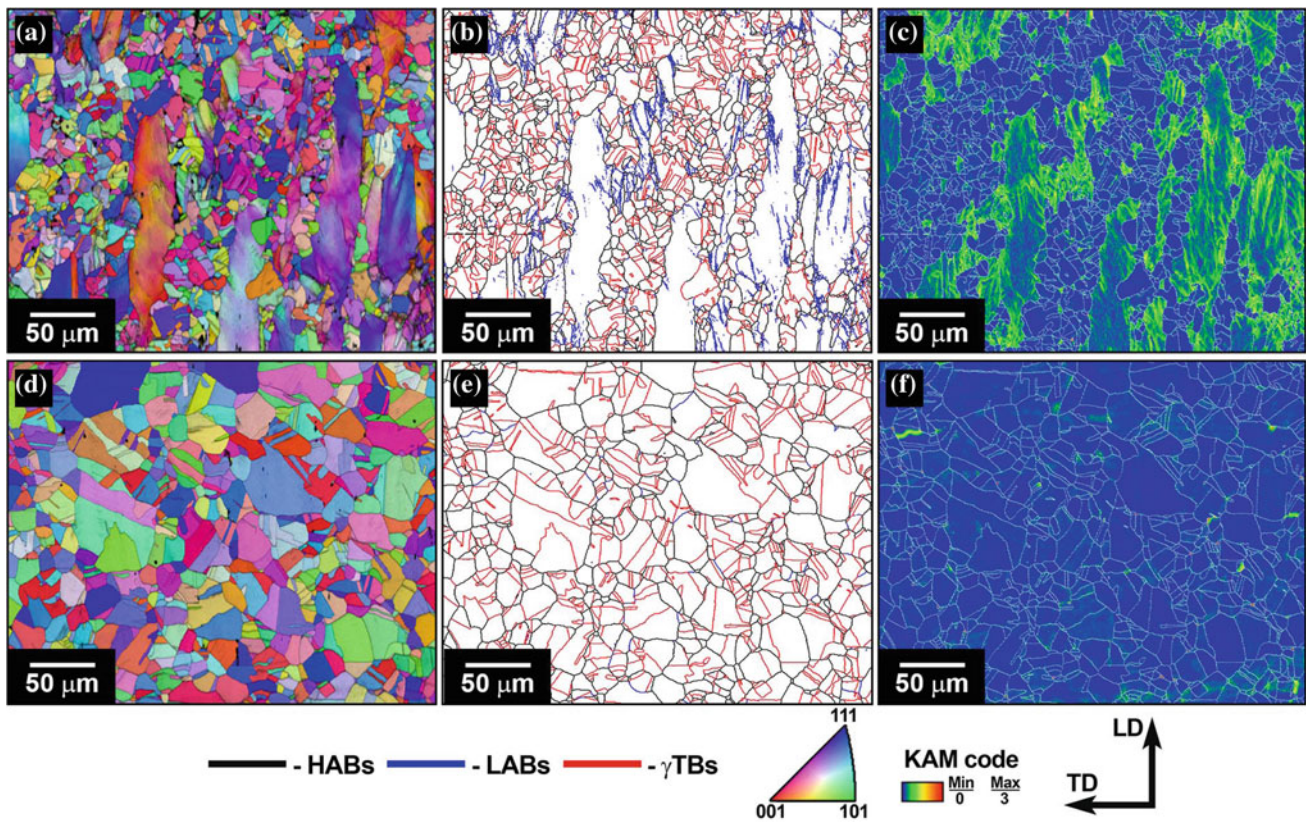 (a)
(b)
(c)
50 μm
50 μm
50 μm
(d)
(e)
(f)
50 μm
50 μm
50 μm
- HABs - LABs - γTBs
111
001 101
KAM code
Min Max
0 3
LD
TD